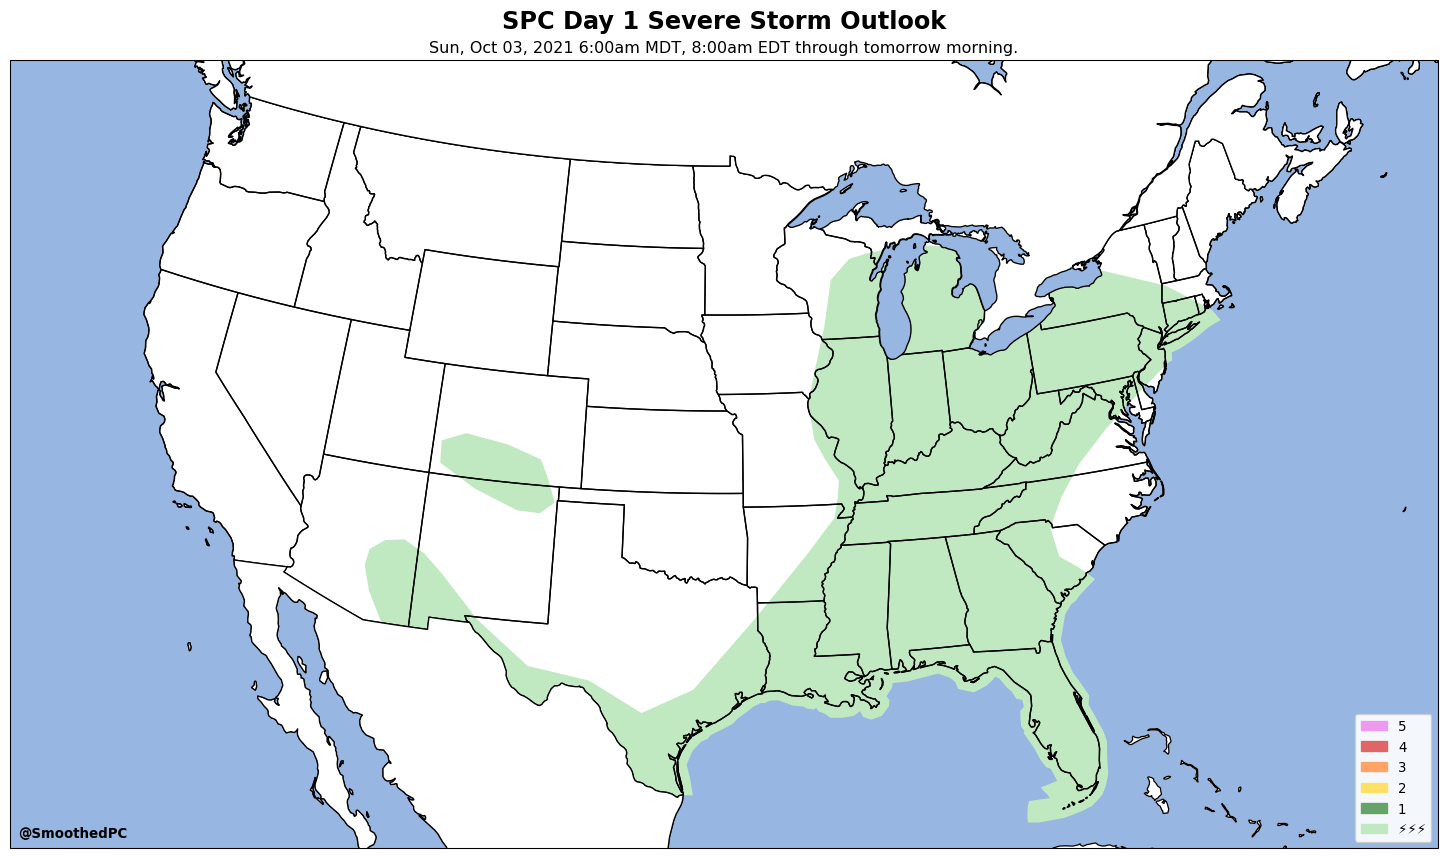 SPC Day 1 Severe Storm Outlook
Sun, Oct 03, 2021 6:00am MDT, 8:00am EDT through tomorrow morning.
5
4
3
2
1
⚡⚡⚡
@SmoothedPC